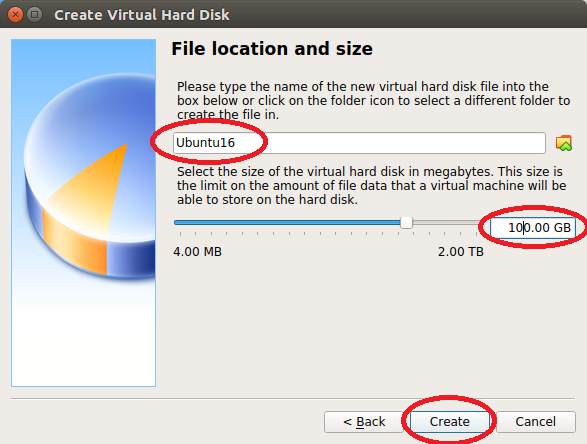 Create Virtual Hard Disk
File location and size
Please type the name of the new virtual hard disk file into the
box below or click on the folder icon to select a different folder to
create the file in.
Ubuntu16
Select the size of the virtual hard disk in megabytes. This size is
the limit on the amount of file data that a virtual machine will be
able to store on the hard disk.
100.00 GB
4.00 MB 2.00 TB
< Back Create Cancel